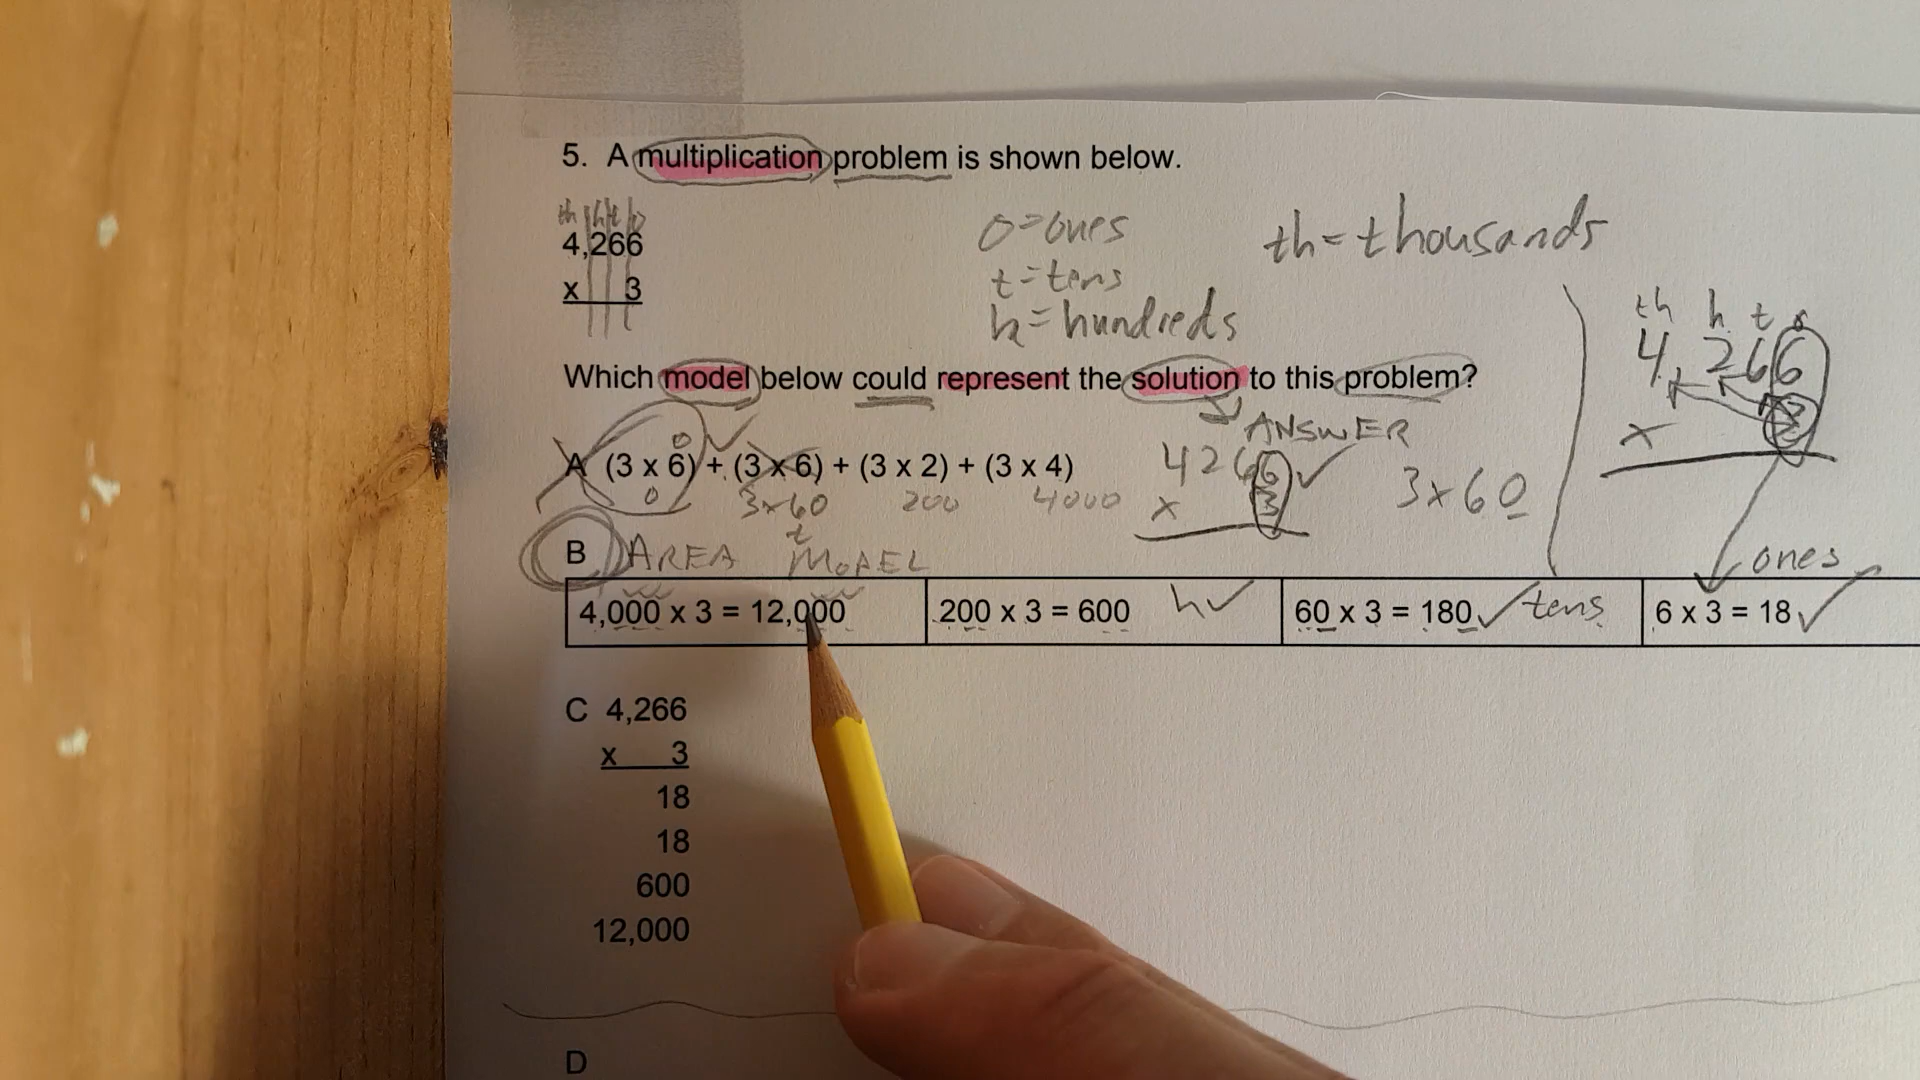 5. A multiplication problem is shown below.
th h t o
4,266
x 3
o = ones
t = tens
h = hundreds
th = thousands
th h t o
4 266
x 3
Which model below could represent the solution to this problem?
ANSWER
A (3 x 6) + (3 x 6) + (3 x 2) + (3 x 4)
0
0
3x60
t
200
4000
4266 ✓
x 3
3x60
B AREA MODEL
ones
4,000 x 3 = 12,000
200 x 3 = 600 h✓
60 x 3 = 180 ✓ tens
6 x 3 = 18 ✓
C 4,266
x 3
18
18
600
12,000
D